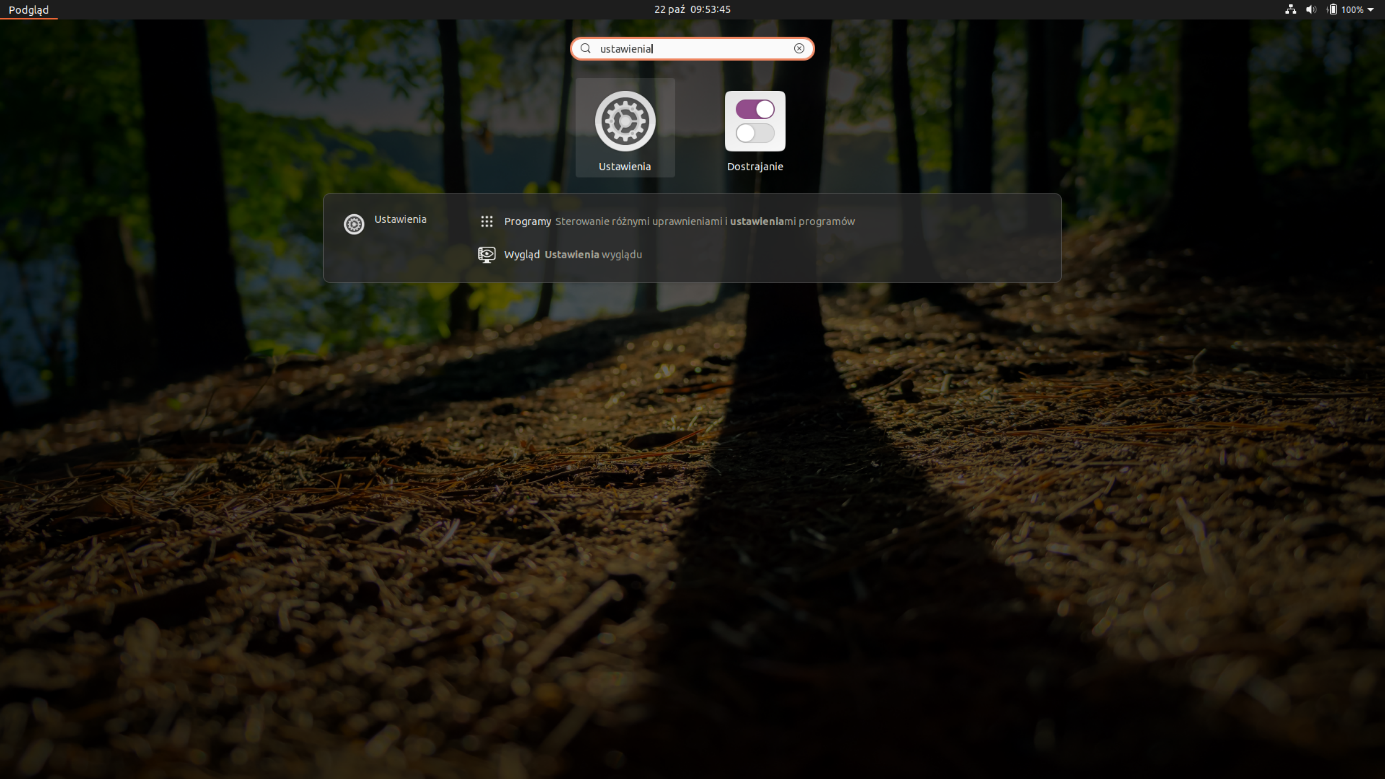 Podgląd
22 paź 09:53:45
100%
ustawienia
Ustawienia
Dostrajanie
Ustawienia
Programy Sterowanie różnymi uprawnieniami i ustawieniami programów
Wygląd Ustawienia wyglądu